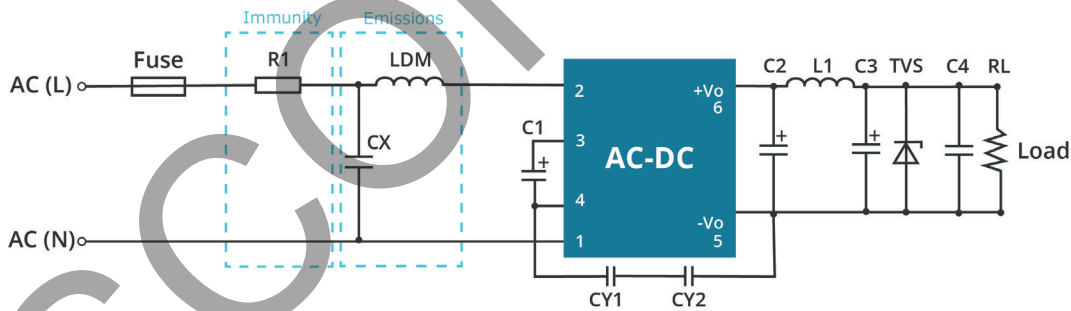 Immunity Emissions
Fuse R1 LDM C2 L1 C3 TVS C4 RL
AC (L) 2 +Vo
6
C1 3
CX AC-DC Load
4
-Vo
AC (N) 1 5
CY1 CY2